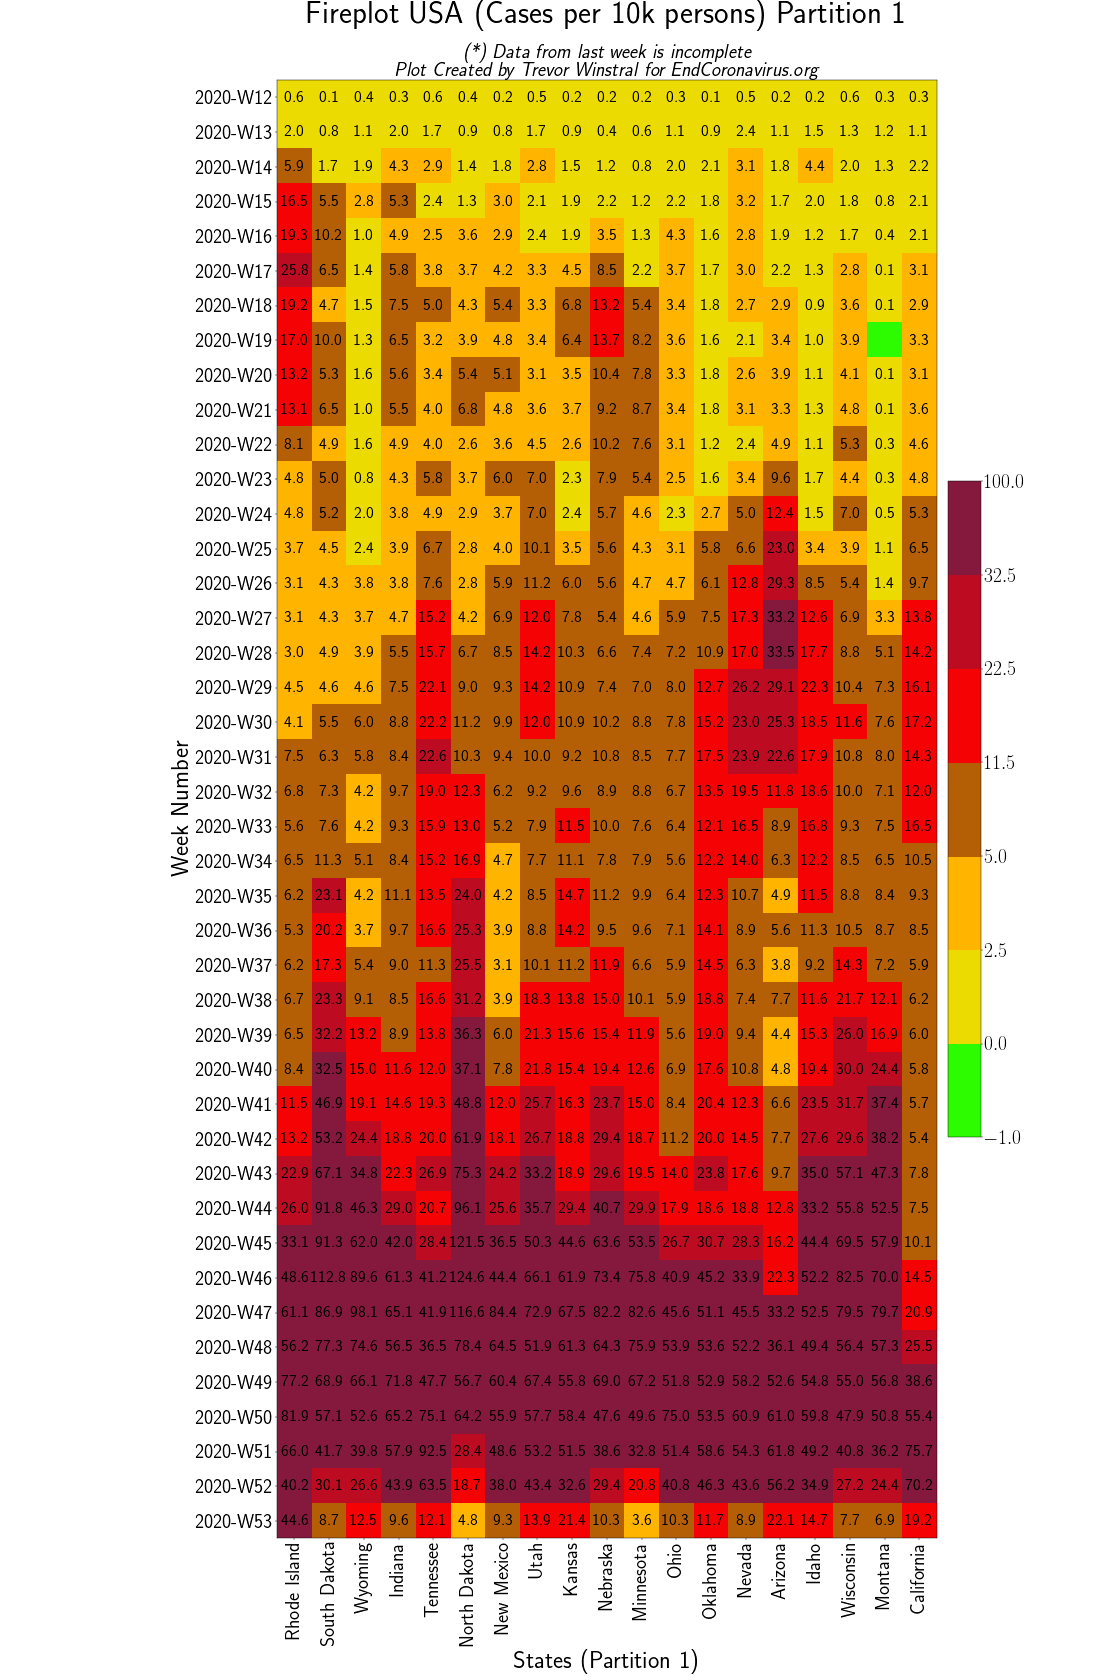 Fireplot USA (Cases per 10k persons) Partition 1
(*) Data from last week is incomplete
Plot Created by Trevor Winstral for EndCoronavirus.org
2020-W12 0.6 0.1 0.4 0.3 0.6 0.4 0.2 0.5 0.2 0.2 0.2 0.3 0.1 0.5 0.2 0.2 0.6 0.3 0.3
2020-W13 2.0 0.8 1.1 2.0 1.7 0.9 0.8 1.7 0.9 0.4 0.6 1.1 0.9 2.4 1.1 1.5 1.3 1.2 1.1
2020-W14 5.9 1.7 1.9 4.3 2.9 1.4 1.8 2.8 1.5 1.2 0.8 2.0 2.1 3.1 1.8 4.4 2.0 1.3 2.2
2020-W15 16.5 5.5 2.8 5.3 2.4 1.3 3.0 2.1 1.9 2.2 1.2 2.2 1.8 3.2 1.7 2.0 1.8 0.8 2.1
2020-W16 19.3 10.2 1.0 4.9 2.5 3.6 2.9 2.4 1.9 3.5 1.3 4.3 1.6 2.8 1.9 1.2 1.7 0.4 2.1
2020-W17 25.8 6.5 1.4 5.8 3.8 3.7 4.2 3.3 4.5 8.5 2.2 3.7 1.7 3.0 2.2 1.3 2.8 0.1 3.1
2020-W18 19.2 4.7 1.5 7.5 5.0 4.3 5.4 3.3 6.8 13.2 5.4 3.4 1.8 2.7 2.9 0.9 3.6 0.1 2.9
2020-W19 17.0 10.0 1.3 6.5 3.2 3.9 4.8 3.4 6.4 13.7 8.2 3.6 1.6 2.1 3.4 1.0 3.9 3.3
2020-W20 13.2 5.3 1.6 5.6 3.4 5.4 5.1 3.1 3.5 10.4 7.8 3.3 1.8 2.6 3.9 1.1 4.1 0.1 3.1
2020-W21 13.1 6.5 1.0 5.5 4.0 6.8 4.8 3.6 3.7 9.2 8.7 3.4 1.8 3.1 3.3 1.3 4.8 0.1 3.6
2020-W22 8.1 4.9 1.6 4.9 4.0 2.6 3.6 4.5 2.6 10.2 7.6 3.1 1.2 2.4 4.9 1.1 5.3 0.3 4.6
2020-W23 4.8 5.0 0.8 4.3 5.8 3.7 6.0 7.0 2.3 7.9 5.4 2.5 1.6 3.4 9.6 1.7 4.4 0.3 4.8
2020-W24 4.8 5.2 2.0 3.8 4.9 2.9 3.7 7.0 2.4 5.7 4.6 2.3 2.7 5.0 12.4 1.5 7.0 0.5 5.3
2020-W25 3.7 4.5 2.4 3.9 6.7 2.8 4.0 10.1 3.5 5.6 4.3 3.1 5.8 6.6 23.0 3.4 3.9 1.1 6.5
2020-W26 3.1 4.3 3.8 3.8 7.6 2.8 5.9 11.2 6.0 5.6 4.7 4.7 6.1 12.8 29.3 8.5 5.4 1.4 9.7
2020-W27 3.1 4.3 3.7 4.7 15.2 4.2 6.9 12.0 7.8 5.4 4.6 5.9 7.5 17.3 33.2 12.6 6.9 3.3 13.8
2020-W28 3.0 4.9 3.9 5.5 15.7 6.7 8.5 14.2 10.3 6.6 7.4 7.2 10.9 17.0 33.5 17.7 8.8 5.1 14.2
2020-W29 4.5 4.6 4.6 7.5 22.1 9.0 9.3 14.2 10.9 7.4 7.0 8.0 12.7 26.2 29.1 22.3 10.4 7.3 16.1
2020-W30 4.1 5.5 6.0 8.8 22.2 11.2 9.9 12.0 10.9 10.2 8.8 7.8 15.2 23.0 25.3 18.5 11.6 7.6 17.2
2020-W31 7.5 6.3 5.8 8.4 22.6 10.3 9.4 10.0 9.2 10.8 8.5 7.7 17.5 23.9 22.6 17.9 10.8 8.0 14.3
2020-W32 6.8 7.3 4.2 9.7 19.0 12.3 6.2 9.2 9.6 8.9 8.8 6.7 13.5 19.5 11.8 18.6 10.0 7.1 12.0
2020-W33 5.6 7.6 4.2 9.3 15.9 13.0 5.2 7.9 11.5 10.0 7.6 6.4 12.1 16.5 8.9 16.8 9.3 7.5 16.5
2020-W34 6.5 11.3 5.1 8.4 15.2 16.9 4.7 7.7 11.1 7.8 7.9 5.6 12.2 14.0 6.3 12.2 8.5 6.5 10.5
2020-W35 6.2 23.1 4.2 11.1 13.5 24.0 4.2 8.5 14.7 11.2 9.9 6.4 12.3 10.7 4.9 11.5 8.8 8.4 9.3
2020-W36 5.3 20.2 3.7 9.7 16.6 25.3 3.9 8.8 14.2 9.5 9.6 7.1 14.1 8.9 5.6 11.3 10.5 8.7 8.5
2020-W37 6.2 17.3 5.4 9.0 11.3 25.5 3.1 10.1 11.2 11.9 6.6 5.9 14.5 6.3 3.8 9.2 14.3 7.2 5.9
2020-W38 6.7 23.3 9.1 8.5 16.6 31.2 3.9 18.3 13.8 15.0 10.1 5.9 18.8 7.4 7.7 11.6 21.7 12.1 6.2
2020-W39 6.5 32.2 13.2 8.9 13.8 36.3 6.0 21.3 15.6 15.4 11.9 5.6 19.0 9.4 4.4 15.3 26.0 16.9 6.0
2020-W40 8.4 32.5 15.0 11.6 12.0 37.1 7.8 21.8 15.4 19.4 12.6 6.9 17.6 10.8 4.8 19.4 30.0 24.4 5.8
2020-W41 11.5 46.9 19.1 14.6 19.3 48.8 12.0 25.7 16.3 23.7 15.0 8.4 20.4 12.3 6.6 23.5 31.7 37.4 5.7
2020-W42 13.2 53.2 24.4 18.8 20.0 61.9 18.1 26.7 18.8 29.4 18.7 11.2 20.0 14.5 7.7 27.6 29.6 38.2 5.4
2020-W43 22.9 67.1 34.8 22.3 26.9 75.3 24.2 33.2 18.9 29.6 19.5 14.0 23.8 17.6 9.7 35.0 57.1 47.3 7.8
2020-W44 26.0 91.8 46.3 29.0 20.7 96.1 25.6 35.7 29.4 40.7 29.9 17.9 18.6 18.8 12.8 33.2 55.8 52.5 7.5
2020-W45 33.1 91.3 62.0 42.0 28.4 121.5 36.5 50.3 44.6 63.6 53.5 26.7 30.7 28.3 16.2 44.4 69.5 57.9 10.1
2020-W46 48.6 112.8 89.6 61.3 41.2 124.6 44.4 66.1 61.9 73.4 75.8 40.9 45.2 33.9 22.3 52.2 82.5 70.0 14.5
2020-W47 61.1 86.9 98.1 65.1 41.9 116.6 84.4 72.9 67.5 82.2 82.6 45.6 51.1 45.5 33.2 52.5 79.5 79.7 20.9
2020-W48 56.2 77.3 74.6 56.5 36.5 78.4 64.5 51.9 61.3 64.3 75.9 53.9 53.6 52.2 36.1 49.4 56.4 57.3 25.5
2020-W49 77.2 68.9 66.1 71.8 47.7 56.7 60.4 67.4 55.8 69.0 67.2 51.8 52.9 58.2 52.6 54.8 55.0 56.8 38.6
2020-W50 81.9 57.1 52.6 65.2 75.1 64.2 55.9 57.7 58.4 47.6 49.6 75.0 53.5 60.9 61.0 59.8 47.9 50.8 55.4
2020-W51 66.0 41.7 39.8 57.9 92.5 28.4 48.6 53.2 51.5 38.6 32.8 51.4 58.6 54.3 61.8 49.2 40.8 36.2 75.7
2020-W52 40.2 30.1 26.6 43.9 63.5 18.7 38.0 43.4 32.6 29.4 20.8 40.8 46.3 43.6 56.2 34.9 27.2 24.4 70.2
2020-W53 44.6 8.7 12.5 9.6 12.1 4.8 9.3 13.9 21.4 10.3 3.6 10.3 11.7 8.9 22.1 14.7 7.7 6.9 19.2
Week Number
Rhode Island
South Dakota
Wyoming
Indiana
Tennessee
North Dakota
New Mexico
Utah
Kansas
Nebraska
Minnesota
Ohio
Oklahoma
Nevada
Arizona
Idaho
Wisconsin
Montana
California
States (Partition 1)
100.0
32.5
22.5
11.5
5.0
2.5
0.0
−1.0